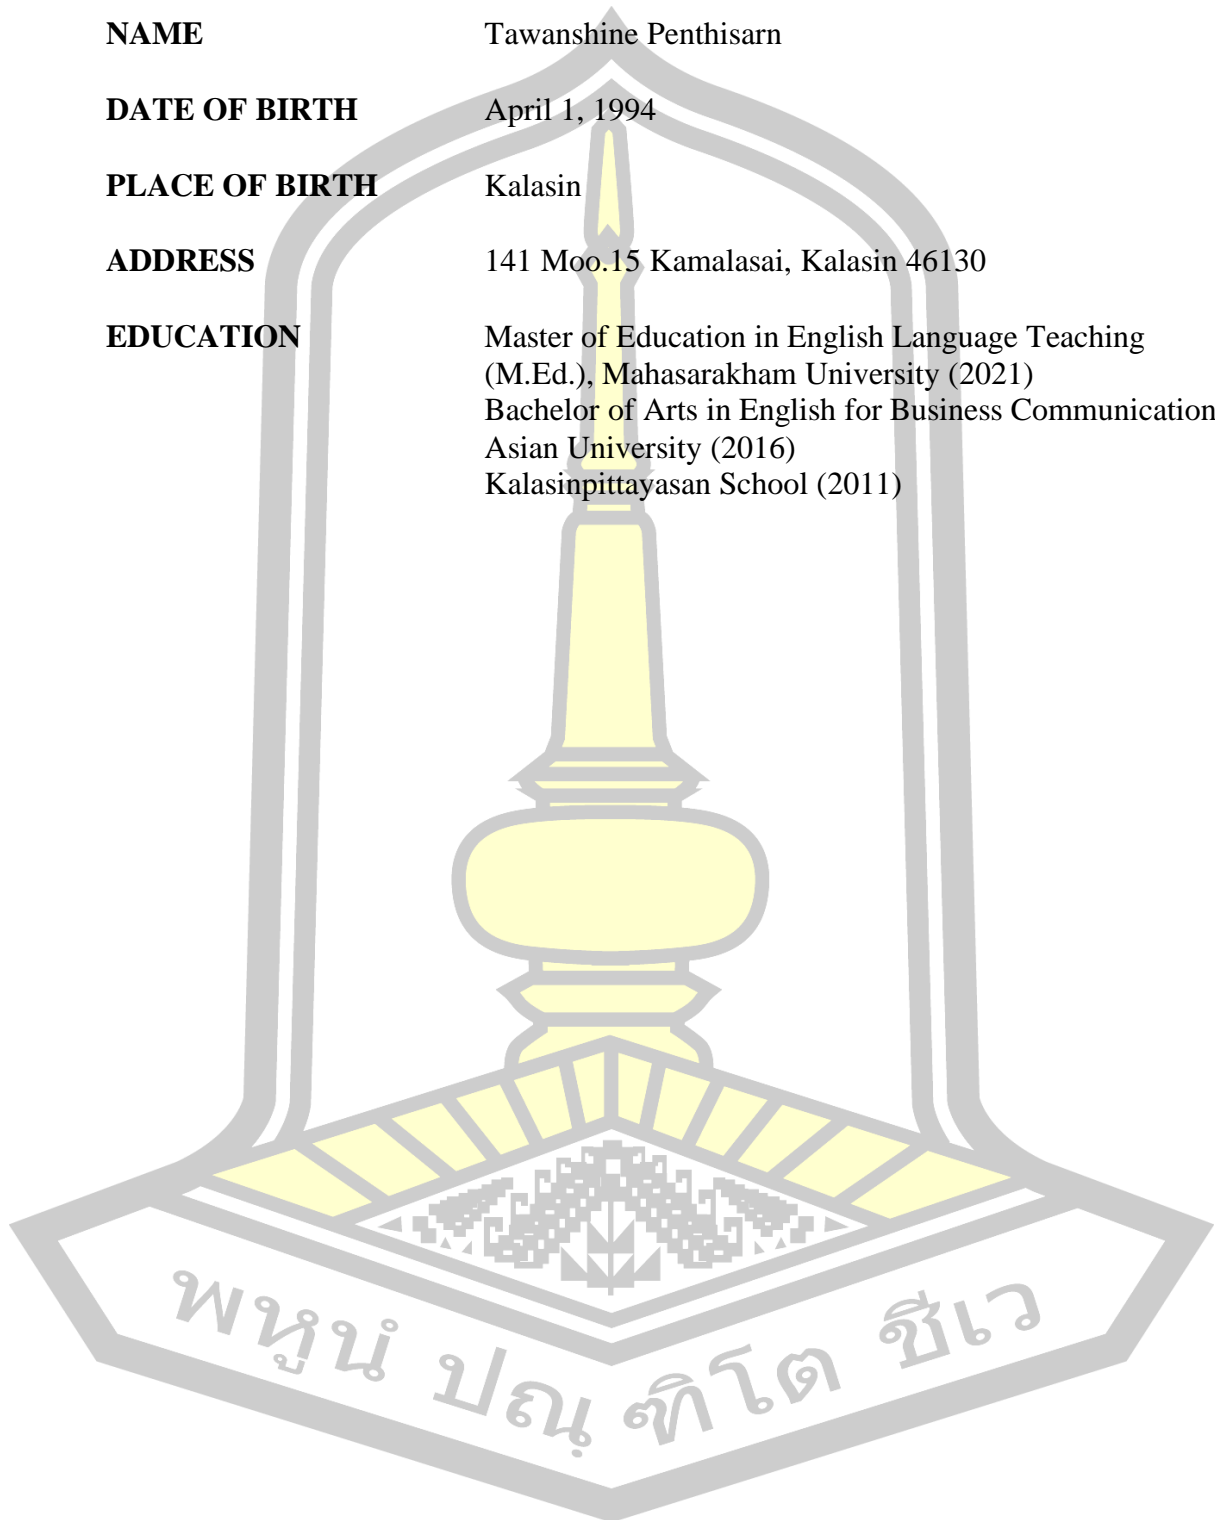 NAME Tawanshine Penthisarn
DATE OF BIRTH April 1, 1994
PLACE OF BIRTH Kalasin
ADDRESS 141 Moo.15 Kamalasai, Kalasin 46130
EDUCATION Master of Education in English Language Teaching
(M.Ed.), Mahasarakham University (2021)
Bachelor of Arts in English for Business Communication
Asian University (2016)
Kalasinpittayasan School (2011)
พหูนํ ปณฺฑิโต ชีเว